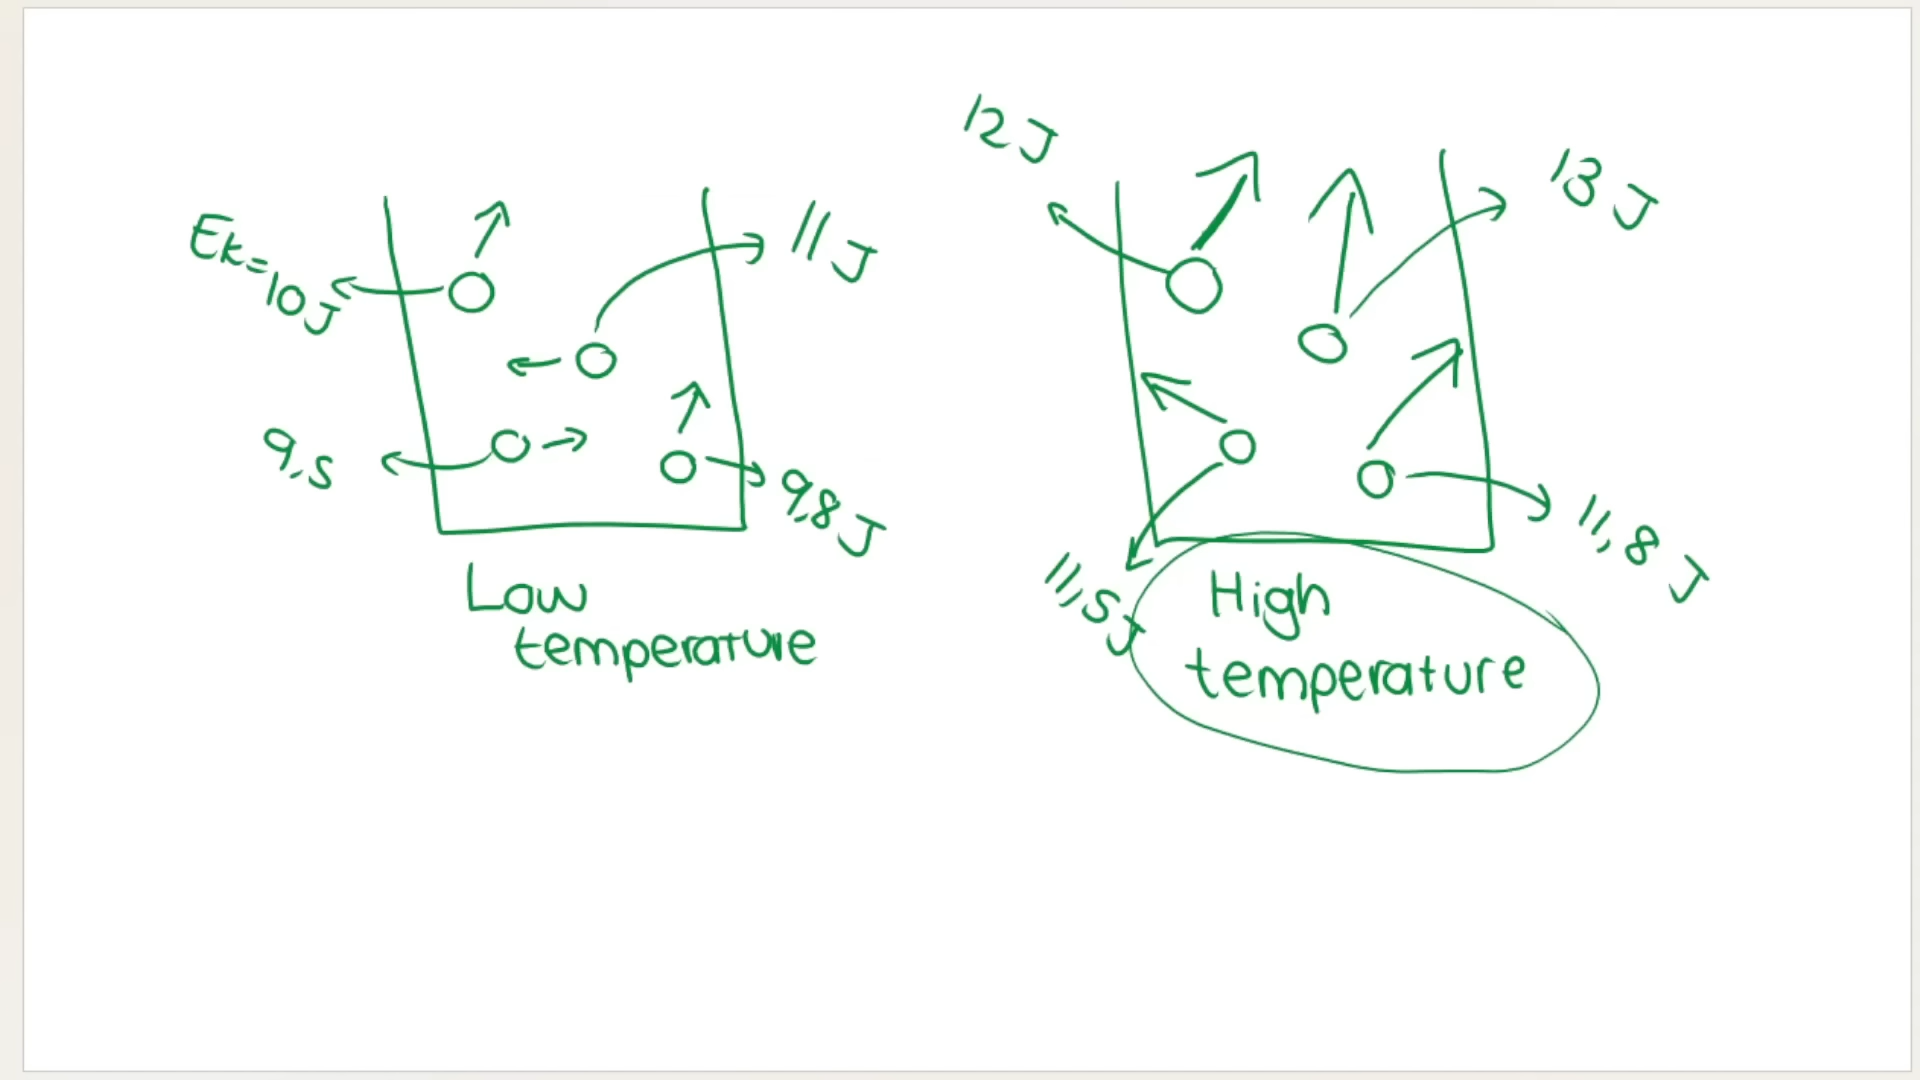 Ek=10J
11J
9,5
9,8J
Low
temperature
12J
13J
11,5J
11,8J
High
temperature